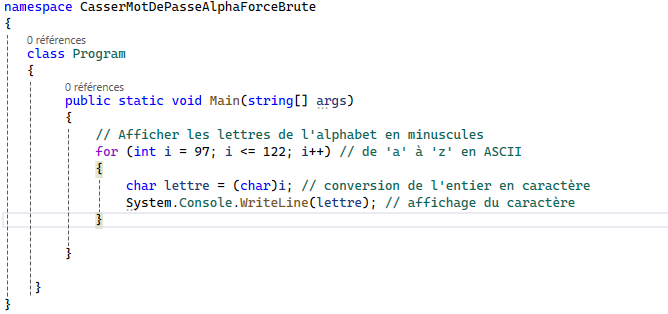 namespace CasserMotDePasseAlphaForceBrute
{
0 références
class Program
{
0 références
public static void Main(string[] args)
{
// Afficher les lettres de l'alphabet en minuscules
for (int i = 97; i <= 122; i++) // de 'a' à 'z' en ASCII
{
char lettre = (char)i; // conversion de l'entier en caractère
System.Console.WriteLine(lettre); // affichage du caractère
}
}
}
}